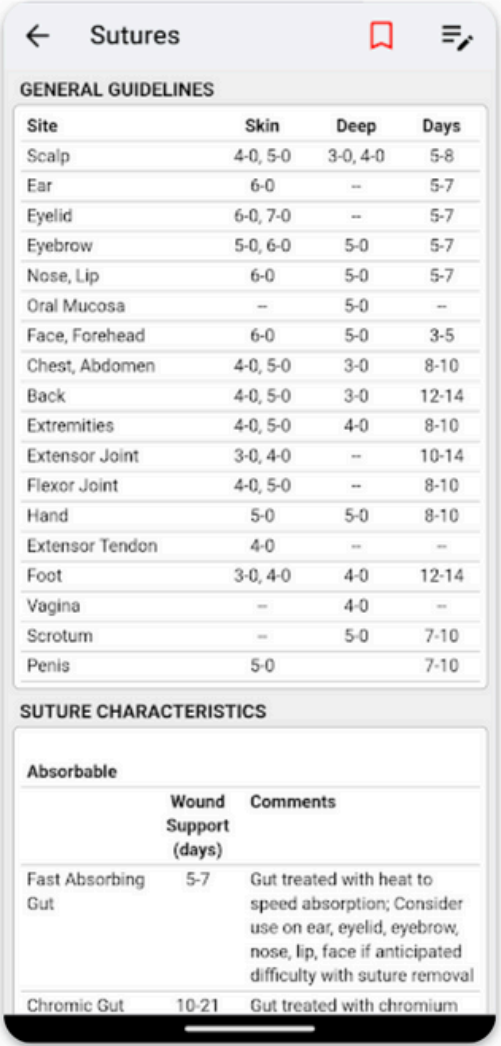 Sutures
GENERAL GUIDELINES
Site Skin Deep Days
Scalp 4-0, 5-0 3-0, 4-0 5-8
Ear 6-0 -- 5-7
Eyelid 6-0, 7-0 -- 5-7
Eyebrow 5-0, 6-0 5-0 5-7
Nose, Lip 6-0 5-0 5-7
Oral Mucosa -- 5-0 --
Face, Forehead 6-0 5-0 3-5
Chest, Abdomen 4-0, 5-0 3-0 8-10
Back 4-0, 5-0 3-0 12-14
Extremities 4-0, 5-0 4-0 8-10
Extensor Joint 3-0, 4-0 -- 10-14
Flexor Joint 4-0, 5-0 -- 8-10
Hand 5-0 5-0 8-10
Extensor Tendon 4-0 -- --
Foot 3-0, 4-0 4-0 12-14
Vagina -- 4-0 --
Scrotum -- 5-0 7-10
Penis 5-0 7-10
SUTURE CHARACTERISTICS
Absorbable
Wound Comments
Support
(days)
Fast Absorbing 5-7 Gut treated with heat to
Gut speed absorption; Consider
use on ear, eyelid, eyebrow,
nose, lip, face if anticipated
difficulty with suture removal
Chromic Gut 10-21 Gut treated with chromium